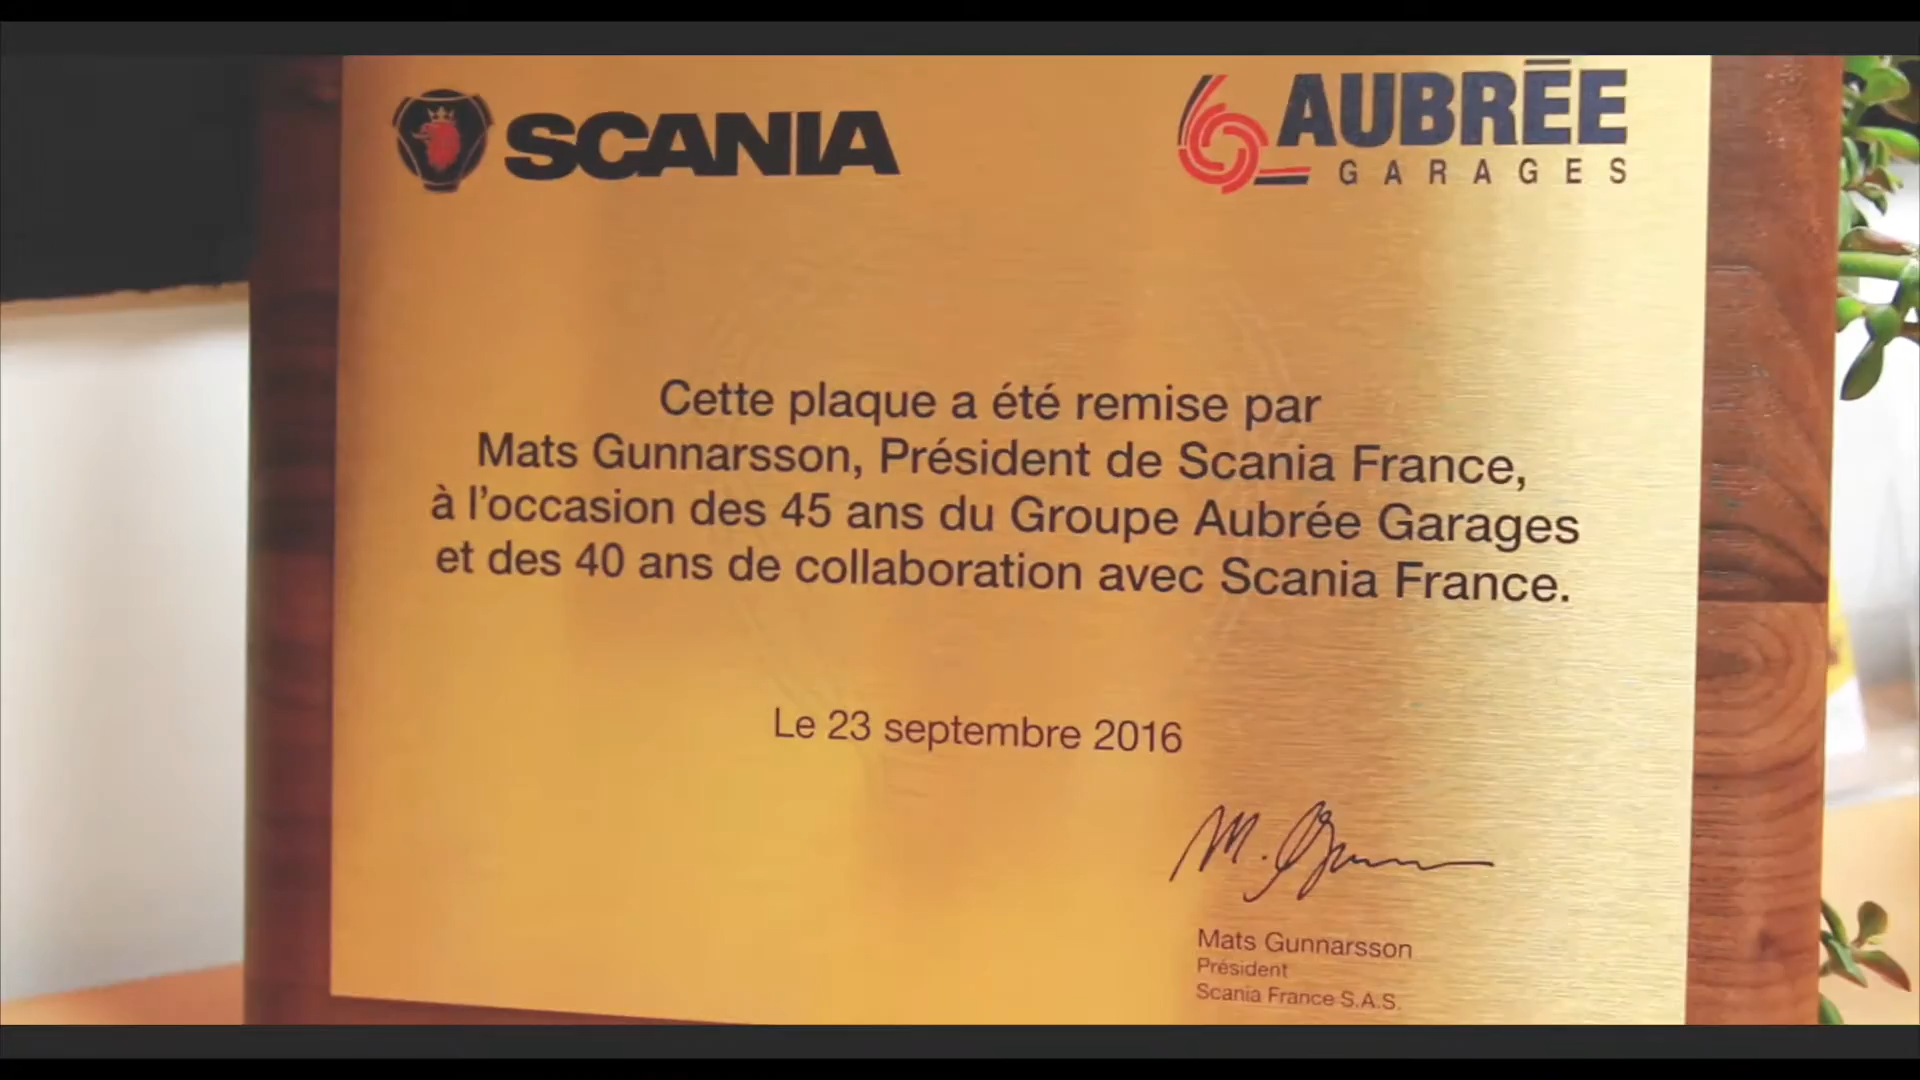 SCANIA
AUBRÉE
GARAGES
Cette plaque a été remise par
Mats Gunnarsson, Président de Scania France,
à l'occasion des 45 ans du Groupe Aubrée Garages
et des 40 ans de collaboration avec Scania France.
Le 23 septembre 2016
Mats Gunnarsson
Président
Scania France S.A.S.